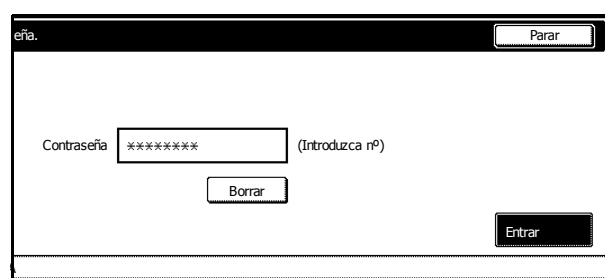 eña.
Parar
Contraseña ******** (Introduzca nº)
Borrar
Entrar